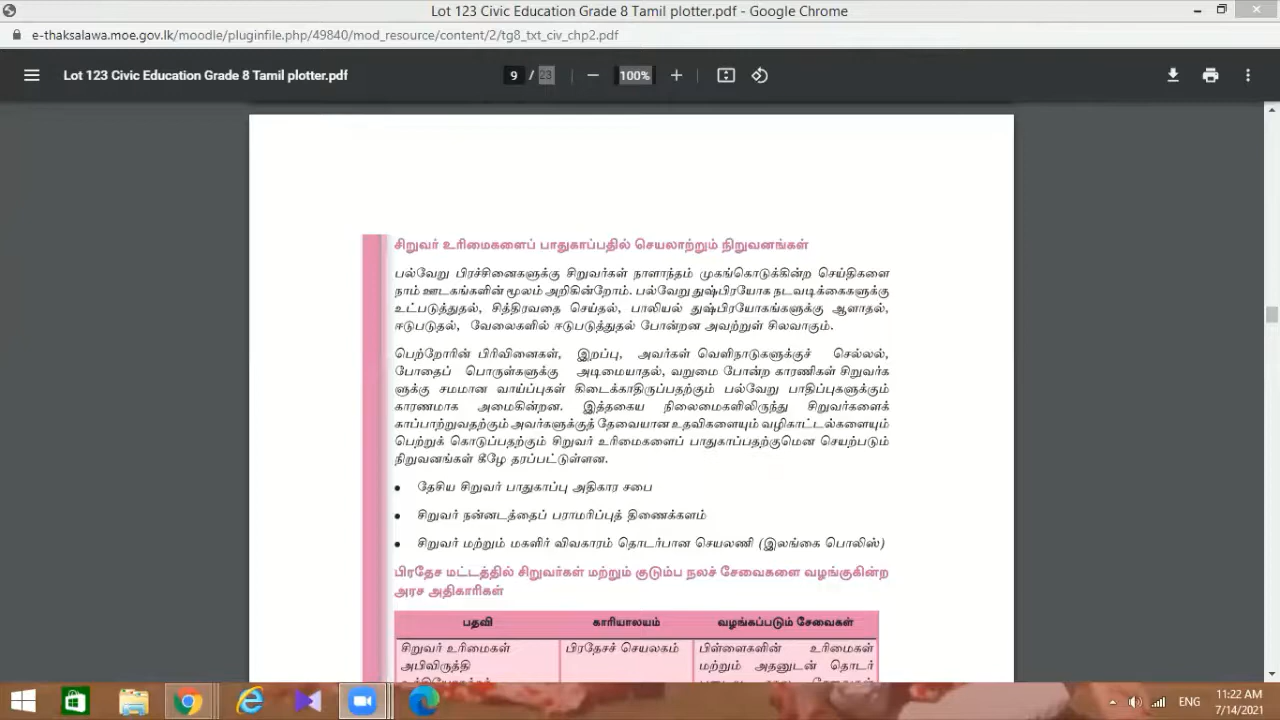 Lot 123 Civic Education Grade 8 Tamil plotter.pdf - Google Chrome
e-thaksalawa.moe.gov.lk/moodle/pluginfile.php/49840/mod_resource/content/2/tg8_txt_civ_chp2.pdf
Lot 123 Civic Education Grade 8 Tamil plotter.pdf
9 / 23
100%
சிறுவர் உரிமைகளைப் பாதுகாப்பதில் செயலாற்றும் நிறுவனங்கள்
பல்வேறு பிரச்சினைகளுக்கு சிறுவர்கள் நாளாந்தம் முகங்கொடுக்கின்ற செய்திகளை
நாம் ஊடகங்களின் மூலம் அறிகின்றோம். பல்வேறு துஷ்பிரயோக நடவடிக்கைகளுக்கு
உட்படுத்துதல், சித்திரவதை செய்தல், பாலியல் துஷ்பிரயோகங்களுக்கு ஆளாதல்,
ஈடுபடுதல், வேலைகளில் ஈடுபடுத்துதல் போன்றன அவற்றுள் சிலவாகும்.
பெற்றோரின் பிரிவினைகள், இறப்பு, அவர்கள் வெளிநாடுகளுக்குச் செல்லல்,
போதைப் பொருள்களுக்கு அடிமையாதல், வறுமை போன்ற காரணிகள் சிறுவர்க
ளுக்கு சமமான வாய்ப்புகள் கிடைக்காதிருப்பதற்கும் பல்வேறு பாதிப்புகளுக்கும்
காரணமாக அமைகின்றன. இத்தகைய நிலைமைகளிலிருந்து சிறுவர்களைக்
காப்பாற்றுவதற்கும் அவர்களுக்குத் தேவையான உதவிகளையும் வழிகாட்டல்களையும்
பெற்றுக் கொடுப்பதற்கும் சிறுவர் உரிமைகளைப் பாதுகாப்பதற்குமென செயற்படும்
நிறுவனங்கள் கீழே தரப்பட்டுள்ளன.
• தேசிய சிறுவர் பாதுகாப்பு அதிகார சபை
• சிறுவர் நன்னடத்தைப் பராமரிப்புத் திணைக்களம்
• சிறுவர் மற்றும் மகளிர் விவகாரம் தொடர்பான செயலணி (இலங்கை பொலிஸ்)
பிரதேச மட்டத்தில் சிறுவர்கள் மற்றும் குடும்ப நலச் சேவைகளை வழங்குகின்ற
அரச அதிகாரிகள்
பதவி காரியாலயம் வழங்கப்படும் சேவைகள்
சிறுவர் உரிமைகள் பிரதேசச் செயலகம் பிள்ளைகளின் உரிமைகள்
அபிவிருத்தி மற்றும் அதனுடன் தொடர்
ENG
11:22 AM
7/14/2021